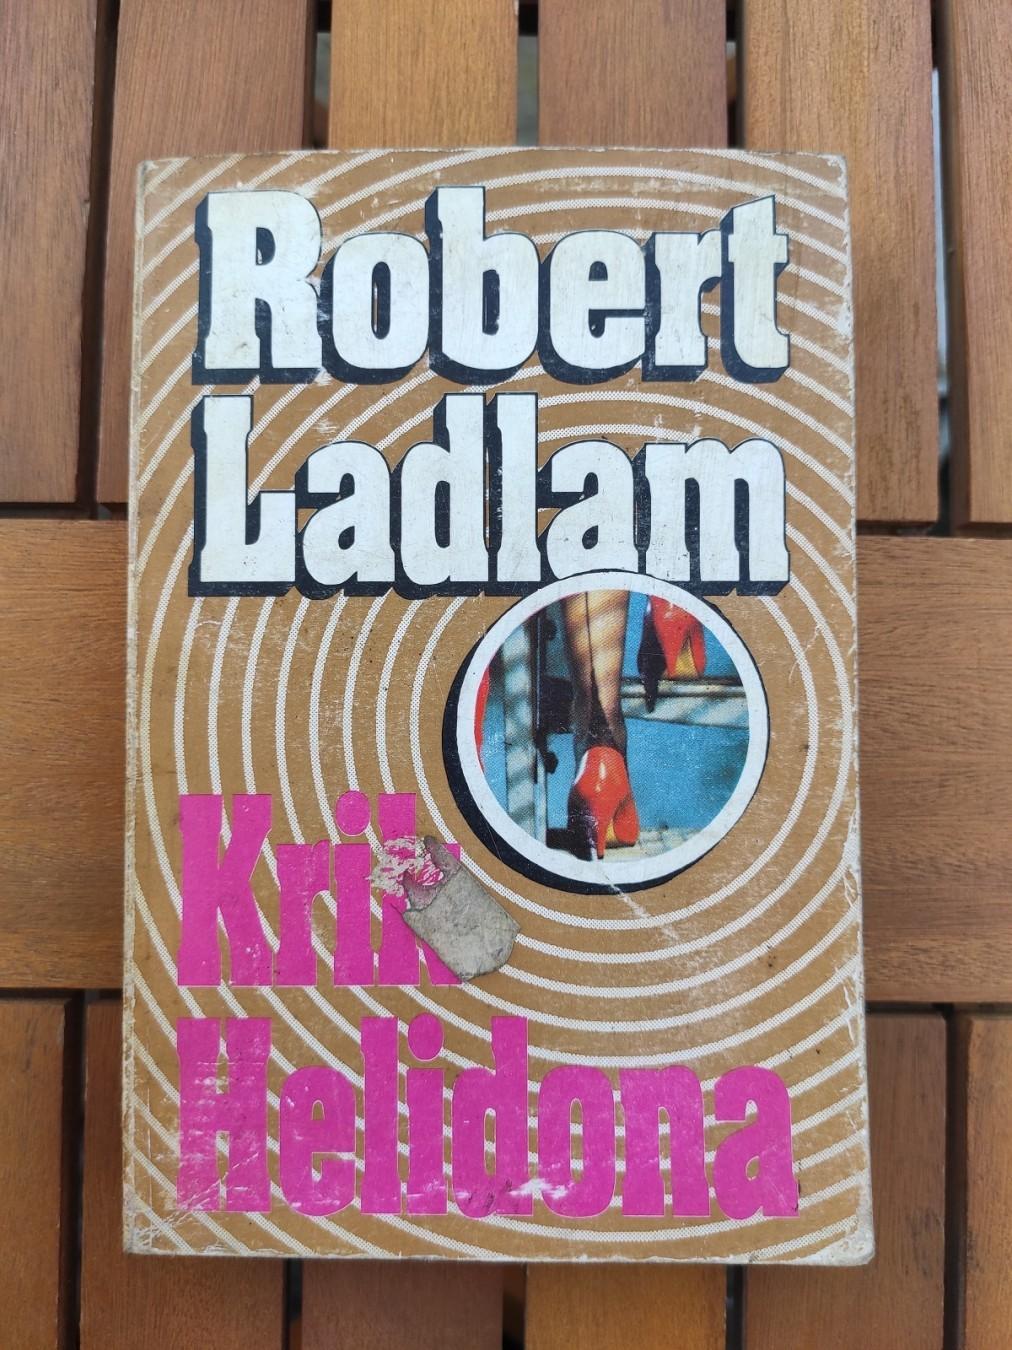 Robert
Ladlam
Krik
Helidona